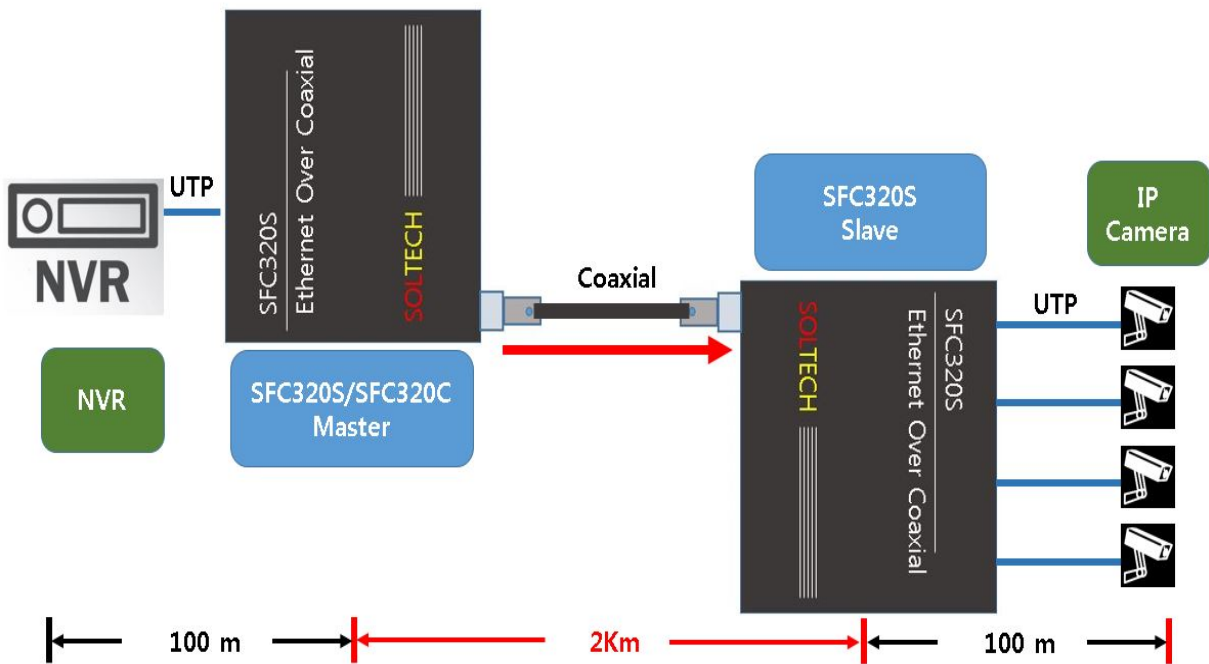 UTP
NVR
NVR
SFC320S
Ethernet Over Coaxial
SOLTECH
SFC320S/SFC320C
Master
Coaxial
SFC320S
Slave
SOLTECH
SFC320S
Ethernet Over Coaxial
UTP
IP
Camera
100 m
2Km
100 m